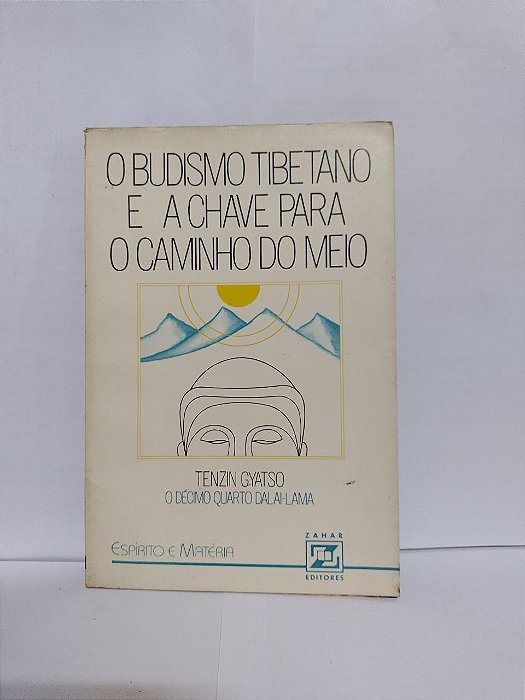 O BUDISMO TIBETANO
E A CHAVE PARA
O CAMINHO DO MEIO
TENZIN GYATSO
O DÉCIMO QUARTO DALAI-LAMA
ESPÍRITO E MATÉRIA
ZAHAR
EDITORES